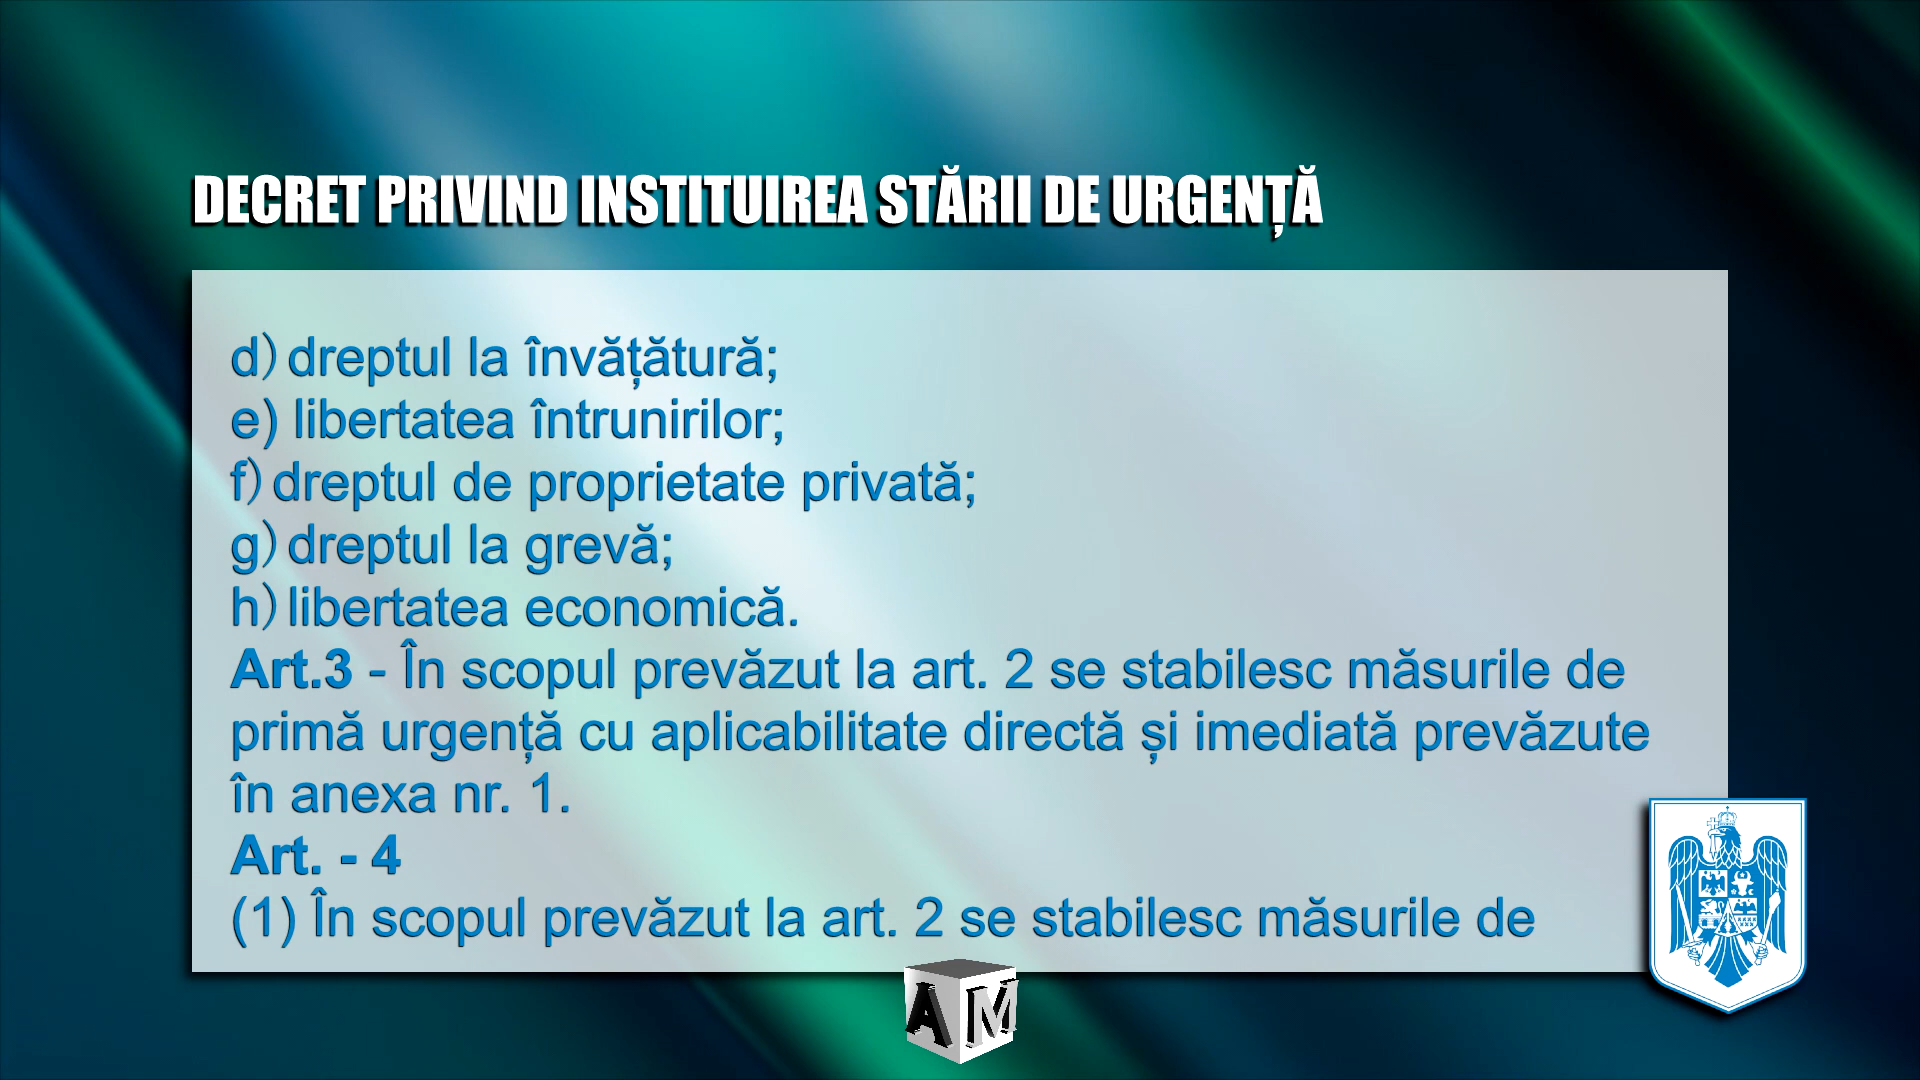 DECRET PRIVIND INSTITUIREA STĂRII DE URGENȚĂ
d) dreptul la învățătură;
e) libertatea întrunirilor;
f) dreptul de proprietate privată;
g) dreptul la grevă;
h) libertatea economică.
Art.3 - În scopul prevăzut la art. 2 se stabilesc măsurile de
primă urgență cu aplicabilitate directă și imediată prevăzute
în anexa nr. 1.
Art. - 4
(1) În scopul prevăzut la art. 2 se stabilesc măsurile de
A M